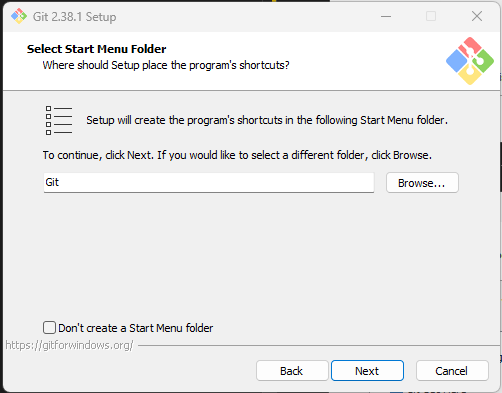 Git 2.38.1 Setup
Select Start Menu Folder
Where should Setup place the program's shortcuts?
Setup will create the program's shortcuts in the following Start Menu folder.
To continue, click Next. If you would like to select a different folder, click Browse.
Git
Browse...
Don't create a Start Menu folder
https://gitforwindows.org/
Back
Next
Cancel